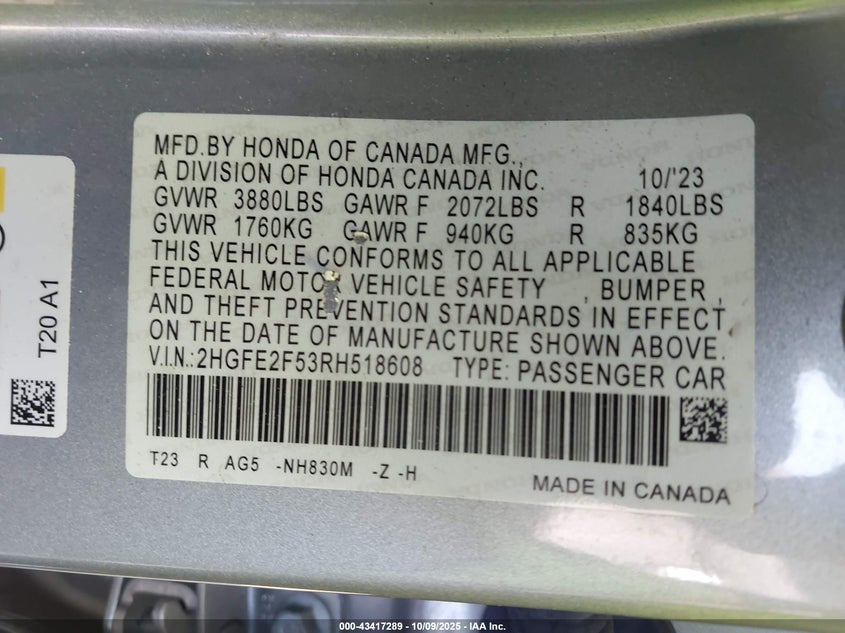 MFD.BY HONDA OF CANADA MFG.,
A DIVISION OF HONDA CANADA INC. 10/'23
GVWR 3880LBS GAWR F 2072LBS R 1840LBS
GVWR 1760KG GAWR F 940KG R 835KG
THIS VEHICLE CONFORMS TO ALL APPLICABLE
FEDERAL MOTOR VEHICLE SAFETY , BUMPER ,
AND THEFT PREVENTION STANDARDS IN EFFECT
ON THE DATE OF MANUFACTURE SHOWN ABOVE.
V.I.N.:2HGFE2F53RH518608 TYPE: PASSENGER CAR
T23 R AG5 -NH830M -Z -H
MADE IN CANADA
T20 A1
000-43417289 - 10/09/2025 - IAA Inc.